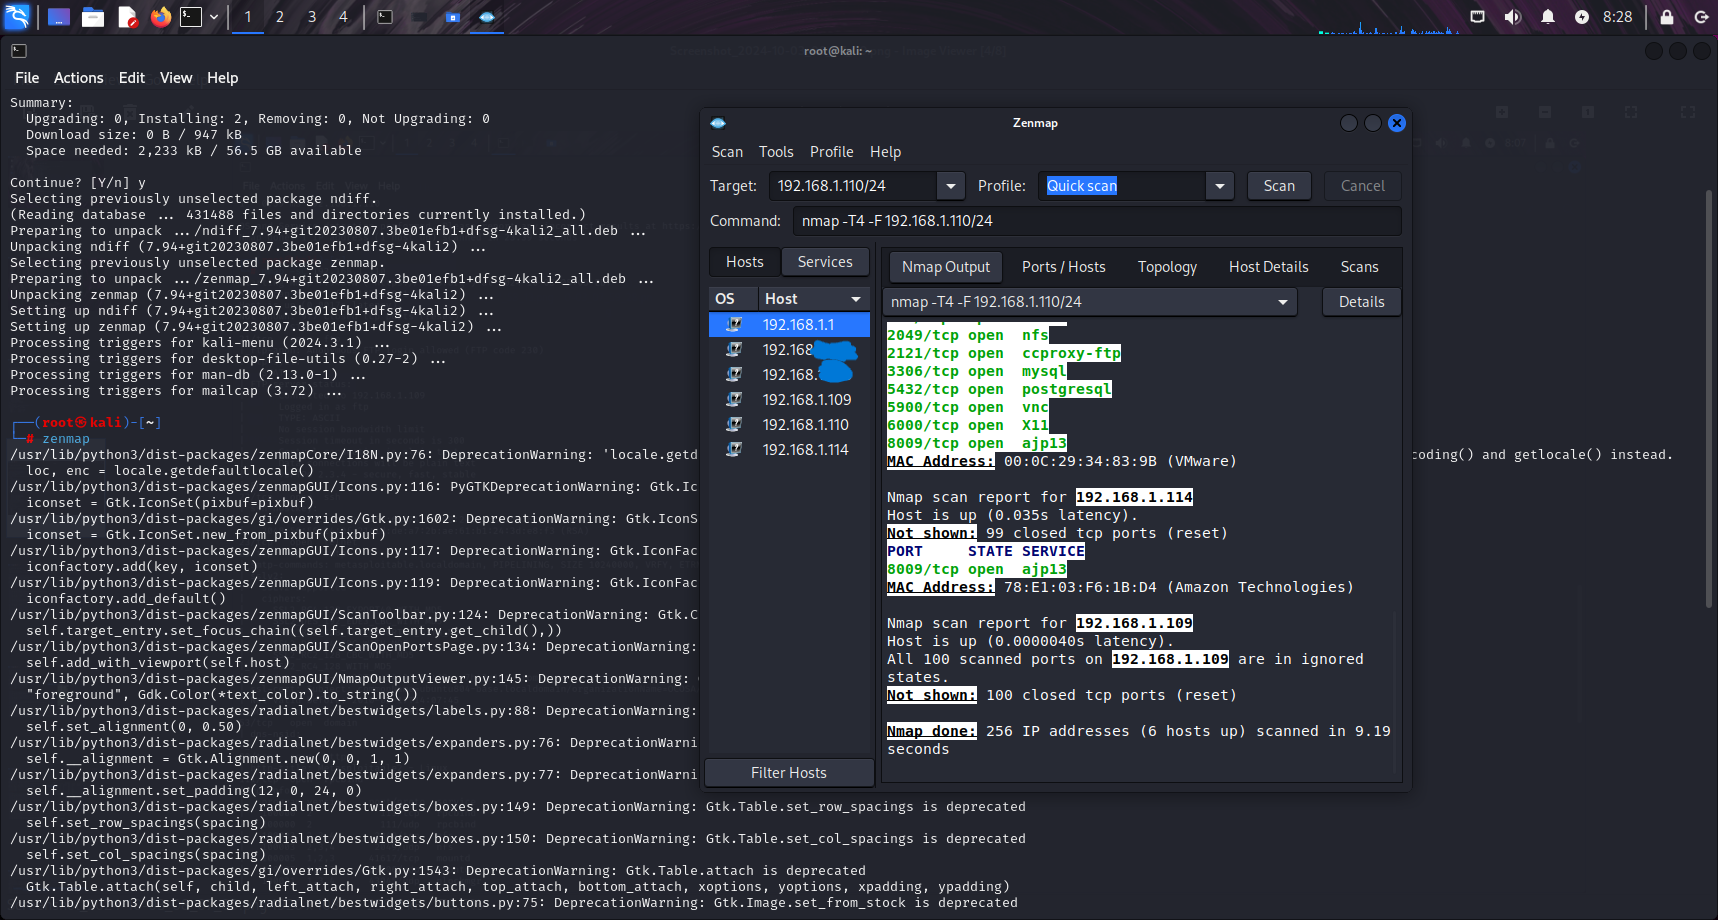 1 2 3 4
8:28
root@kali: ~
File Actions Edit View Help
Summary:
Upgrading: 0, Installing: 2, Removing: 0, Not Upgrading: 0
Download size: 0 B / 947 kB
Space needed: 2,233 kB / 56.5 GB available
Continue? [Y/n] y
Selecting previously unselected package ndiff.
(Reading database ... 431488 files and directories currently installed.)
Preparing to unpack .../ndiff_7.94+git20230807.3be01efb1+dfsg-4kali2_all.deb ...
Unpacking ndiff (7.94+git20230807.3be01efb1+dfsg-4kali2) ...
Selecting previously unselected package zenmap.
Preparing to unpack .../zenmap_7.94+git20230807.3be01efb1+dfsg-4kali2_all.deb ...
Unpacking zenmap (7.94+git20230807.3be01efb1+dfsg-4kali2) ...
Setting up ndiff (7.94+git20230807.3be01efb1+dfsg-4kali2) ...
Setting up zenmap (7.94+git20230807.3be01efb1+dfsg-4kali2) ...
Processing triggers for kali-menu (2024.3.1) ...
Processing triggers for desktop-file-utils (0.27-2) ...
Processing triggers for man-db (2.13.0-1) ...
Processing triggers for mailcap (3.72) ...
┌──(root㉿kali)-[~]
└─# zenmap
/usr/lib/python3/dist-packages/zenmapCore/I18N.py:76: DeprecationWarning: 'locale.getd
coding() and getlocale() instead.
loc, enc = locale.getdefaultlocale()
/usr/lib/python3/dist-packages/zenmapGUI/Icons.py:116: PyGTKDeprecationWarning: Gtk.Ic
iconset = Gtk.IconSet(pixbuf=pixbuf)
/usr/lib/python3/dist-packages/gi/overrides/Gtk.py:1602: DeprecationWarning: Gtk.IconS
iconset = Gtk.IconSet.new_from_pixbuf(pixbuf)
/usr/lib/python3/dist-packages/zenmapGUI/Icons.py:117: DeprecationWarning: Gtk.IconFac
iconfactory.add(key, iconset)
/usr/lib/python3/dist-packages/zenmapGUI/Icons.py:119: DeprecationWarning: Gtk.IconFac
iconfactory.add_default()
/usr/lib/python3/dist-packages/zenmapGUI/ScanToolbar.py:124: DeprecationWarning: Gtk.C
self.target_entry.set_focus_chain((self.target_entry.get_child(),))
/usr/lib/python3/dist-packages/zenmapGUI/ScanOpenPortsPage.py:134: DeprecationWarning:
self.add_with_viewport(self.host)
/usr/lib/python3/dist-packages/zenmapGUI/NmapOutputViewer.py:145: DeprecationWarning:
"foreground", Gdk.Color(*text_color).to_string())
/usr/lib/python3/dist-packages/radialnet/bestwidgets/labels.py:88: DeprecationWarning:
self.set_alignment(0, 0.50)
/usr/lib/python3/dist-packages/radialnet/bestwidgets/expanders.py:76: DeprecationWarni
self.__alignment = Gtk.Alignment.new(0, 0, 1, 1)
/usr/lib/python3/dist-packages/radialnet/bestwidgets/expanders.py:77: DeprecationWarni
self.__alignment.set_padding(12, 0, 24, 0)
/usr/lib/python3/dist-packages/radialnet/bestwidgets/boxes.py:149: DeprecationWarning: Gtk.Table.set_row_spacings is deprecated
self.set_row_spacings(spacing)
/usr/lib/python3/dist-packages/radialnet/bestwidgets/boxes.py:150: DeprecationWarning: Gtk.Table.set_col_spacings is deprecated
self.set_col_spacings(spacing)
/usr/lib/python3/dist-packages/gi/overrides/Gtk.py:1543: DeprecationWarning: Gtk.Table.attach is deprecated
Gtk.Table.attach(self, child, left_attach, right_attach, top_attach, bottom_attach, xoptions, yoptions, xpadding, ypadding)
/usr/lib/python3/dist-packages/radialnet/bestwidgets/buttons.py:75: DeprecationWarning: Gtk.Image.set_from_stock is deprecated
Zenmap
Scan Tools Profile Help
Target: 192.168.1.110/24 Profile: Quick scan Scan Cancel
Command: nmap -T4 -F 192.168.1.110/24
Hosts Services
OS Host
192.168.1.1
192.168
192.168.
192.168.1.109
192.168.1.110
192.168.1.114
Filter Hosts
Nmap Output Ports / Hosts Topology Host Details Scans
nmap -T4 -F 192.168.1.110/24 Details
2049/tcp open nfs
2121/tcp open ccproxy-ftp
3306/tcp open mysql
5432/tcp open postgresql
5900/tcp open vnc
6000/tcp open X11
8009/tcp open ajp13
MAC Address: 00:0C:29:34:83:9B (VMware)
Nmap scan report for 192.168.1.114
Host is up (0.035s latency).
Not shown: 99 closed tcp ports (reset)
PORT STATE SERVICE
8009/tcp open ajp13
MAC Address: 78:E1:03:F6:1B:D4 (Amazon Technologies)
Nmap scan report for 192.168.1.109
Host is up (0.0000040s latency).
All 100 scanned ports on 192.168.1.109 are in ignored
states.
Not shown: 100 closed tcp ports (reset)
Nmap done: 256 IP addresses (6 hosts up) scanned in 9.19
seconds